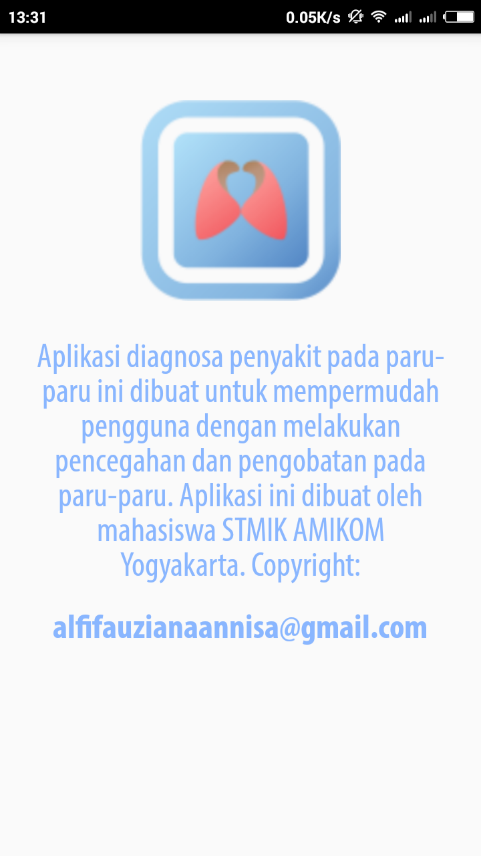 13:31 0.05K/s
Aplikasi diagnosa penyakit pada paru-
paru ini dibuat untuk mempermudah
pengguna dengan melakukan
pencegahan dan pengobatan pada
paru-paru. Aplikasi ini dibuat oleh
mahasiswa STMIK AMIKOM
Yogyakarta. Copyright:
alfifauzianaannisa@gmail.com